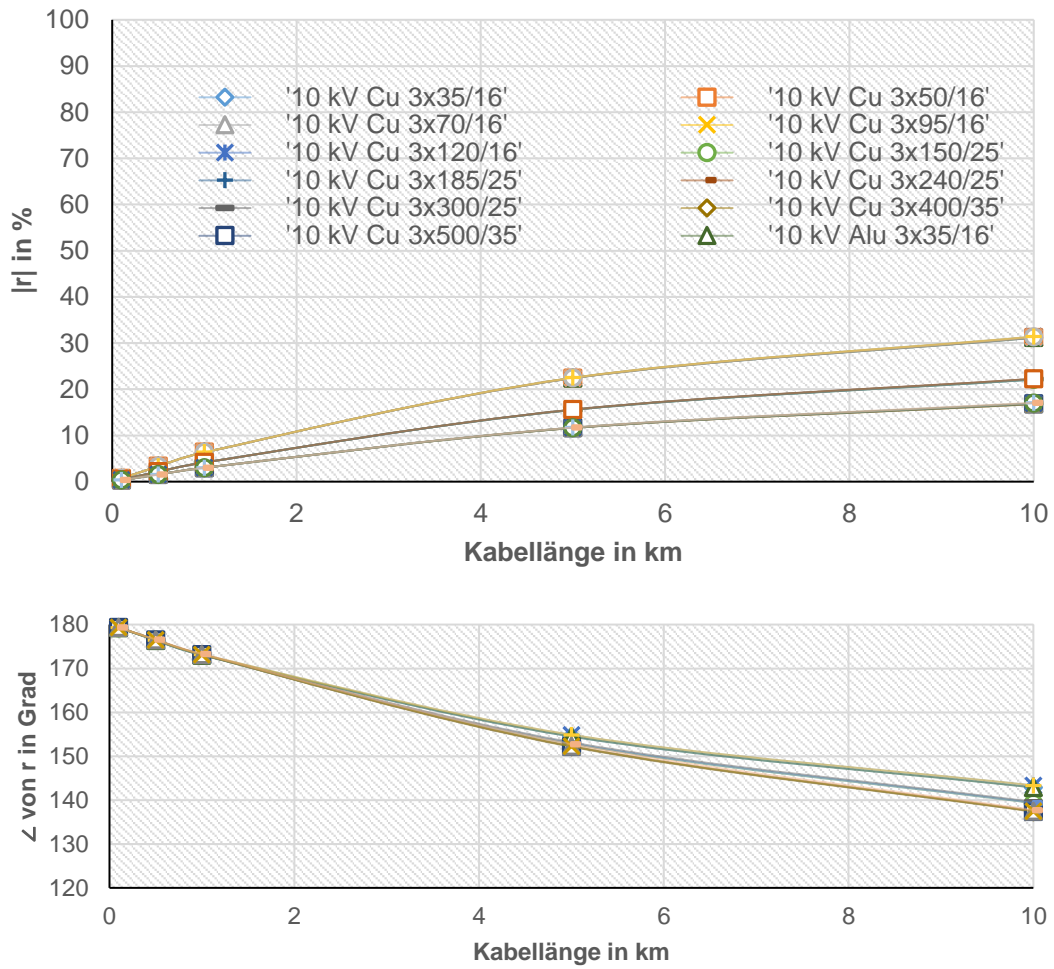 100
90
80
70
60
50
40
30
20
10
0
|r| in %
'10 kV Cu 3x35/16' '10 kV Cu 3x50/16'
'10 kV Cu 3x70/16' '10 kV Cu 3x95/16'
'10 kV Cu 3x120/16' '10 kV Cu 3x150/25'
'10 kV Cu 3x185/25' '10 kV Cu 3x240/25'
'10 kV Cu 3x300/25' '10 kV Cu 3x400/35'
'10 kV Cu 3x500/35' '10 kV Alu 3x35/16'
0 2 4 6 8 10
Kabellänge in km
180
170
160
150
140
130
120
∠ von r in Grad
0 2 4 6 8 10
Kabellänge in km